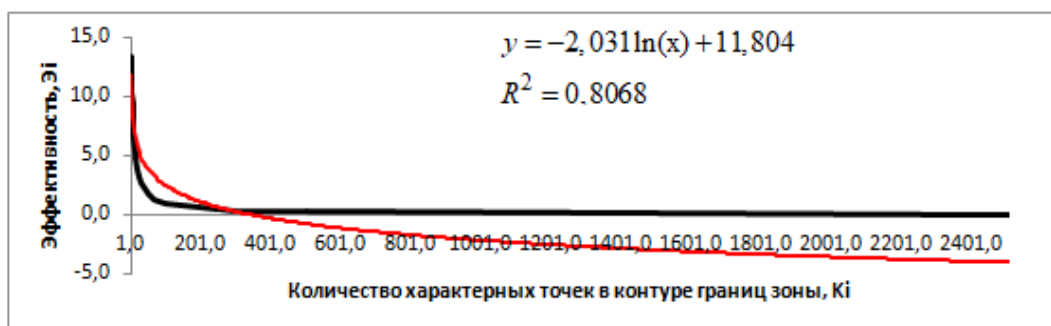 15,0
10,0
5,0
0,0
-5,0
Эффективность, Эi
y = −2,031ln(x) + 11,804
R² = 0.8068
1,0 201,0 401,0 601,0 801,0 1001,0 1201,0 1401,0 1601,0 1801,0 2001,0 2201,0 2401,0
Количество характерных точек в контуре границ зоны, Ki